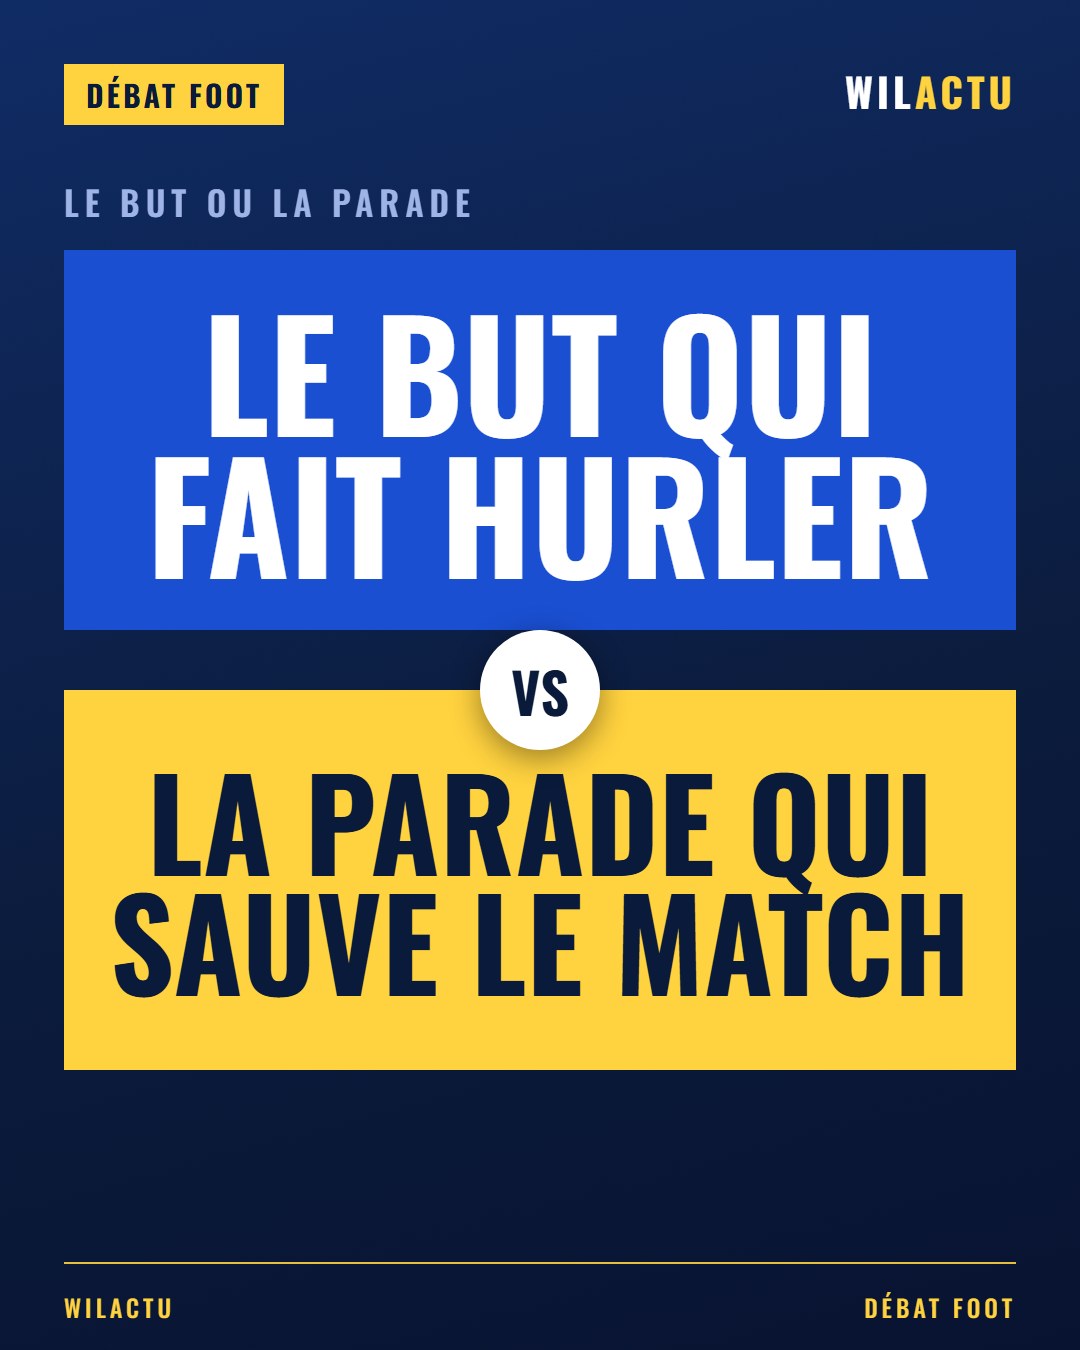 DÉBAT FOOT
WILACTU
LE BUT OU LA PARADE
LE BUT QUI
FAIT HURLER
VS
LA PARADE QUI
SAUVE LE MATCH
WILACTU
DÉBAT FOOT